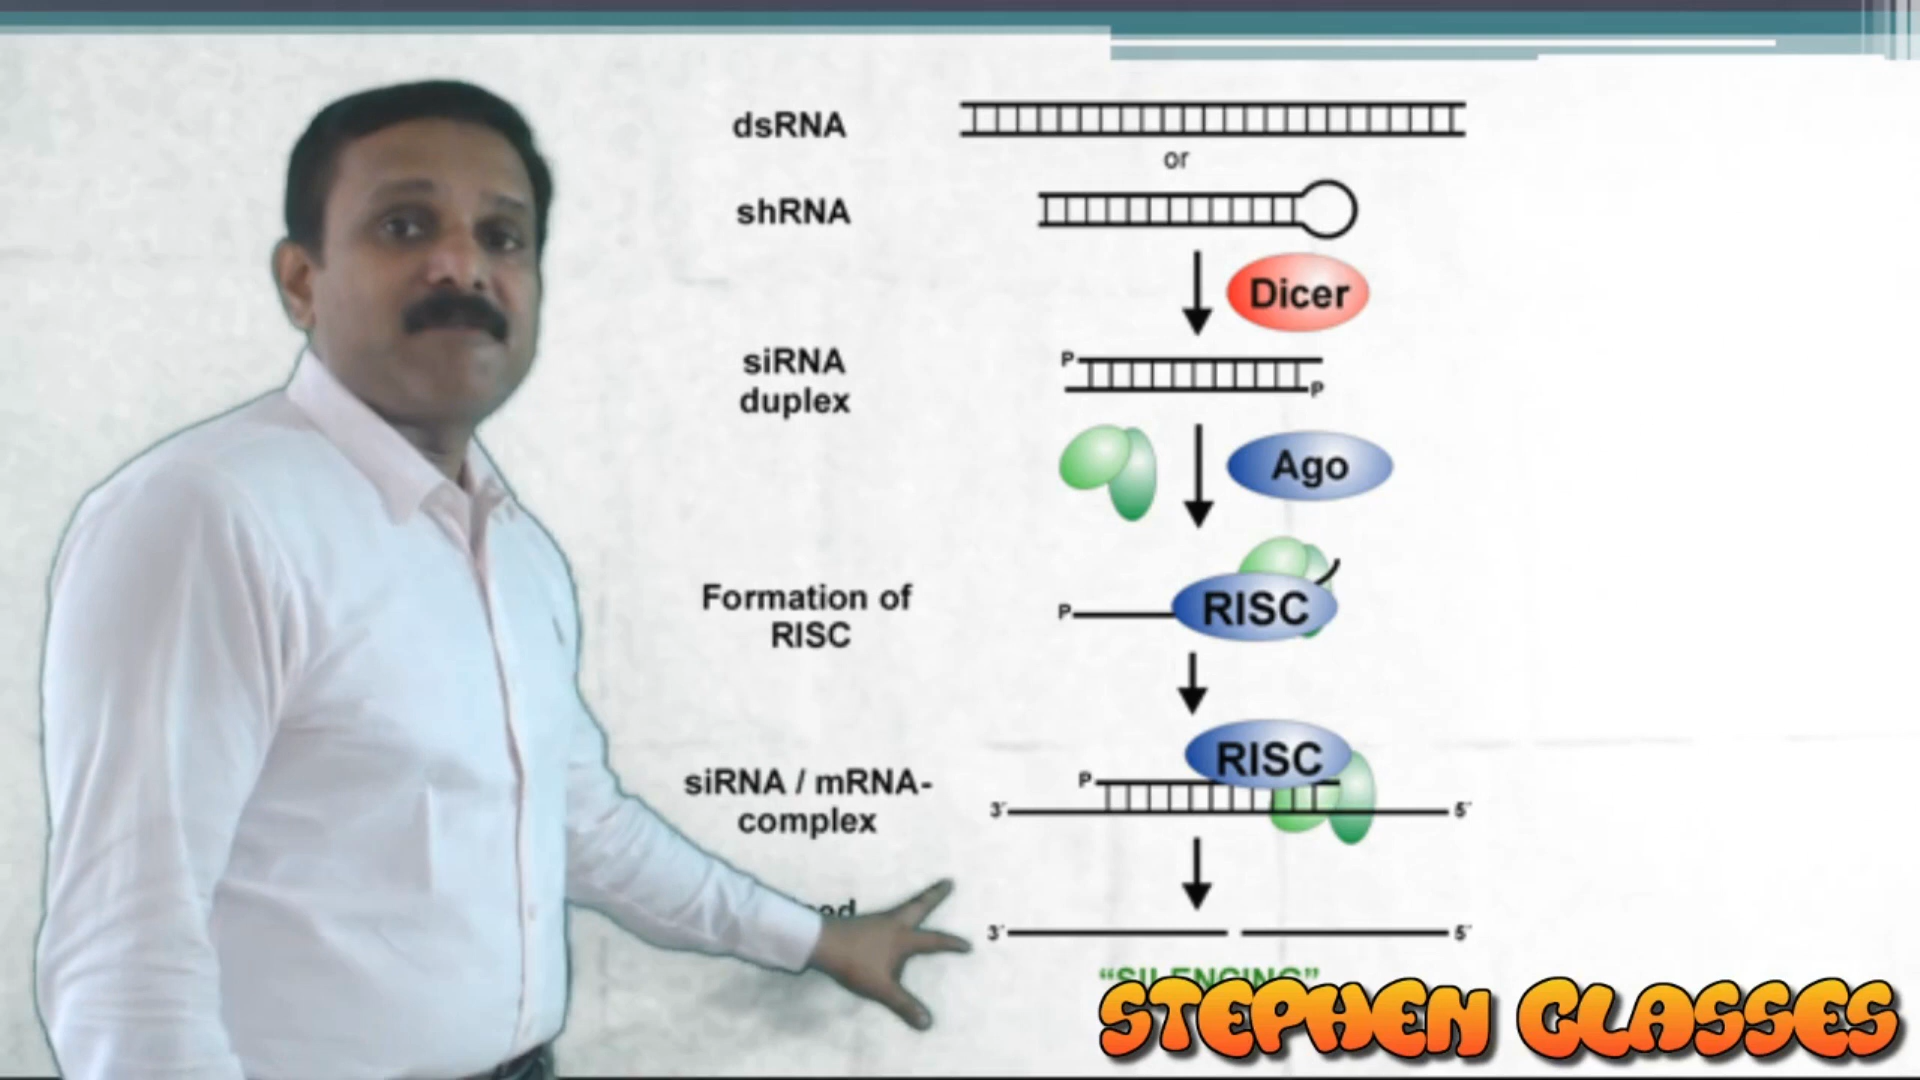 dsRNA
or
shRNA
Dicer
siRNA
duplex
P
P
Ago
Formation of
RISC
P
RISC
RISC
siRNA / mRNA-
complex
P
3´
5´
3´
5´
“SILENCING”
STEPHEN CLASSES